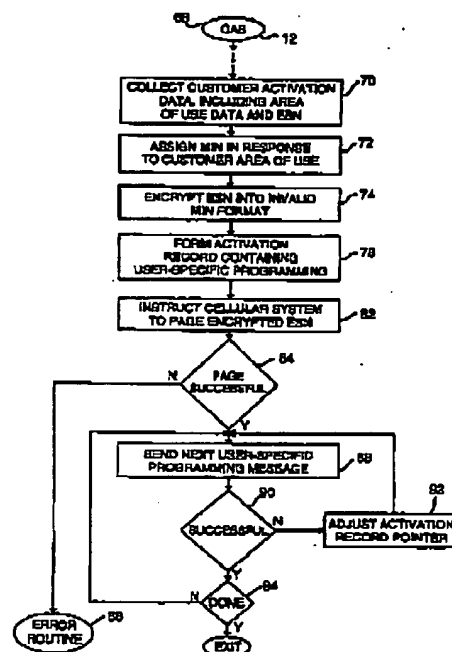 68
CAS
12
COLLECT CUSTOMER ACTIVATION
DATA, INCLUDING AREA
OF USE DATA AND ESN
70
ASSIGN MIN IN RESPONSE
TO CUSTOMER AREA OF USE
72
ENCRYPT ESN INTO INVALID
MIN FORMAT
74
FORM ACTIVATION
RECORD CONTAINING
USER-SPECIFIC PROGRAMMING
78
INSTRUCT CELLULAR SYSTEM
TO PAGE ENCRYPTED ESN
82
84
PAGE
SUCCESSFUL
N
Y
SEND NEXT USER-SPECIFIC
PROGRAMMING MESSAGE
88
90
SUCCESSFUL
N
92
ADJUST ACTIVATION
RECORD POINTER
Y
94
N
DONE
Y
ERROR
ROUTINE
EXIT